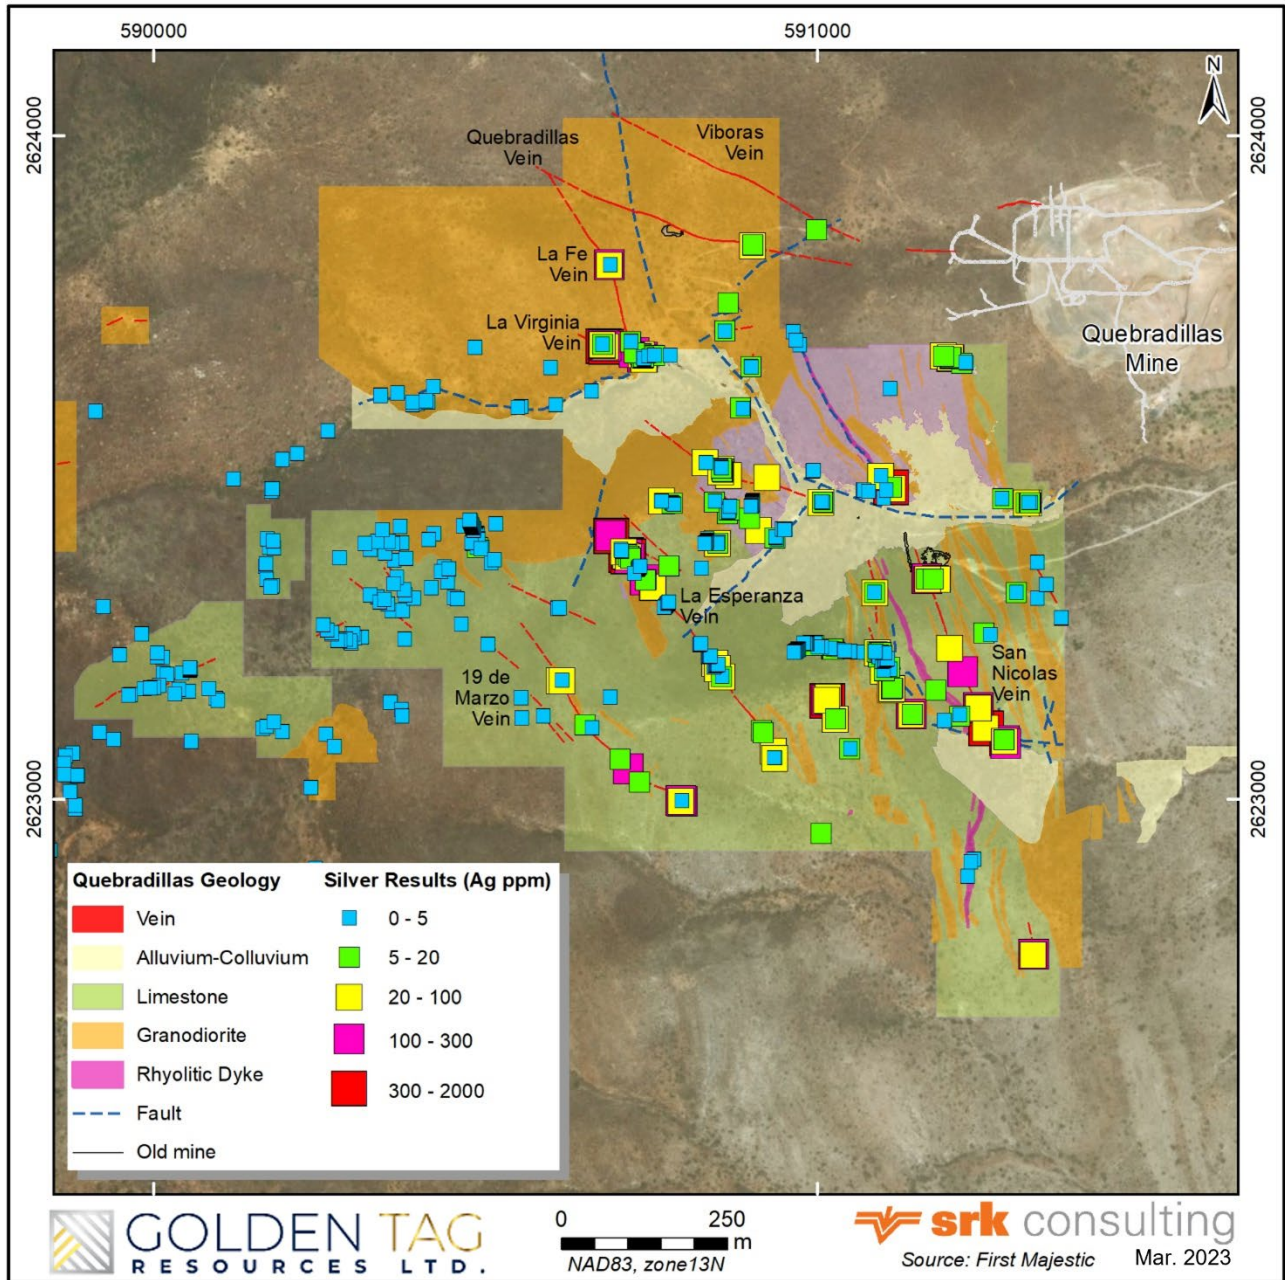 590000
591000
N
2624000
2624000
Quebradillas
Vein
Viboras
Vein
La Fe
Vein
La Virginia
Vein
Quebradillas
Mine
La Esperanza
Vein
19 de
Marzo
Vein
San
Nicolas
Vein
2623000
2623000
Quebradillas Geology
Vein
Alluvium-Colluvium
Limestone
Granodiorite
Rhyolitic Dyke
Fault
Old mine
Silver Results (Ag ppm)
0 - 5
5 - 20
20 - 100
100 - 300
300 - 2000
GOLDEN TAG
RESOURCES LTD.
0 250
m
NAD83, zone13N
srk consulting
Source: First Majestic Mar. 2023